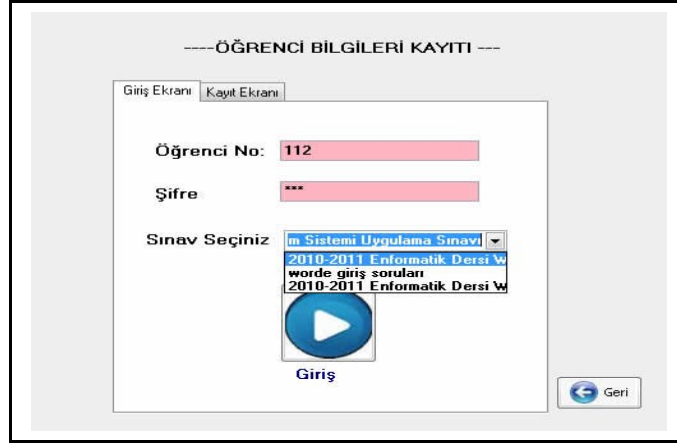 ----ÖĞRENCİ BİLGİLERİ KAYITI ---
Giriş Ekranı Kayıt Ekranı
Öğrenci No: 112
Şifre ***
Sınav Seçiniz m Sistemi Uygulama Sınavı
2010-2011 Enformatik Dersi W
worde giriş soruları
2010-2011 Enformatik Dersi W
Giriş
Geri